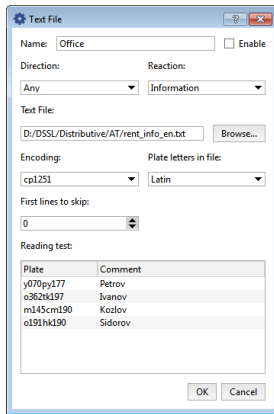 Text File
Name: Office Enable
Direction: Reaction:
Any Information
Text File:
D:/DSSL/Distributive/AT/rent_info_en.txt Browse...
Encoding: Plate letters in file:
cp1251 Latin
First lines to skip:
0
Reading test:
Plate Comment
y070py177 Petrov
o362tk197 Ivanov
m145cm190 Kozlov
o191hk190 Sidorov
OK Cancel